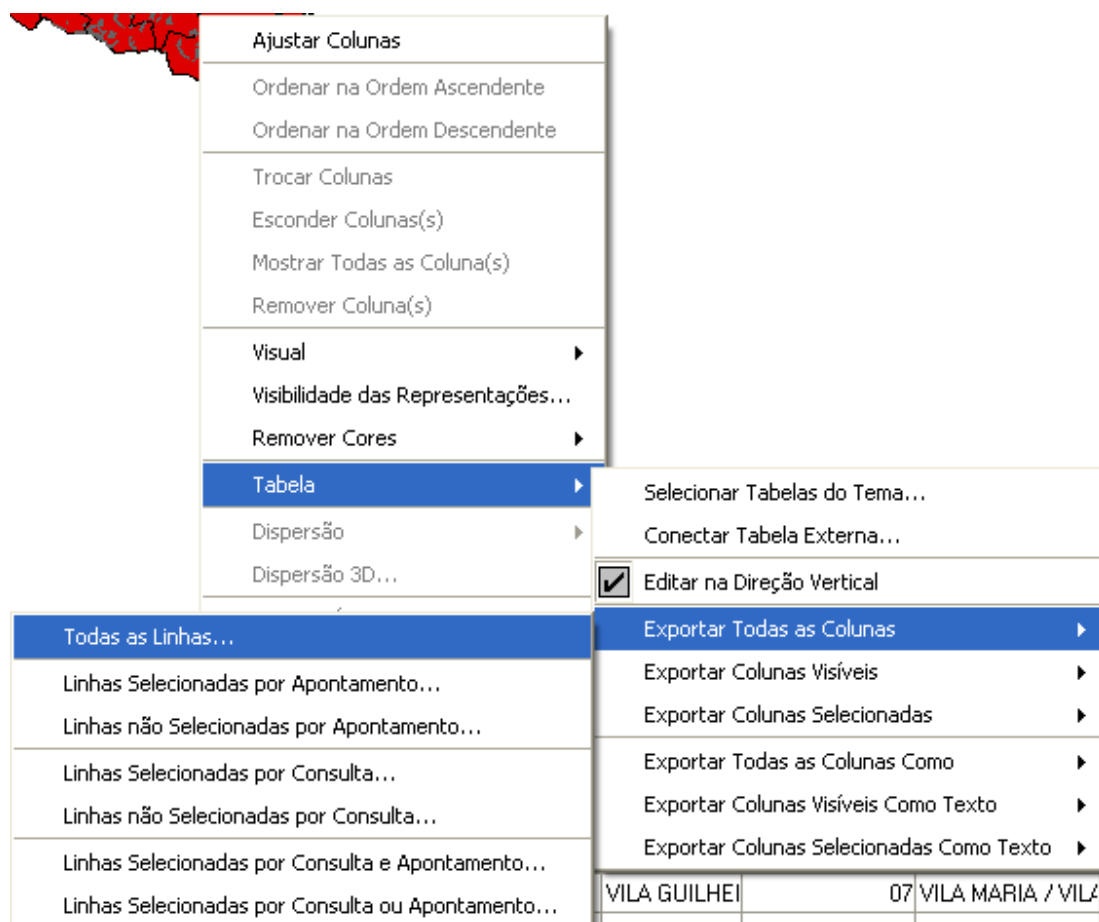 Ajustar Colunas
Ordenar na Ordem Ascendente
Ordenar na Ordem Descendente
Trocar Colunas
Esconder Colunas(s)
Mostrar Todas as Coluna(s)
Remover Coluna(s)
Visual
Visibilidade das Representações...
Remover Cores
Tabela
Dispersão
Dispersão 3D...
Selecionar Tabelas do Tema...
Conectar Tabela Externa...
Editar na Direção Vertical
Exportar Todas as Colunas
Exportar Colunas Visíveis
Exportar Colunas Selecionadas
Exportar Todas as Colunas Como
Exportar Colunas Visíveis Como Texto
Exportar Colunas Selecionadas Como Texto
Todas as Linhas...
Linhas Selecionadas por Apontamento...
Linhas não Selecionadas por Apontamento...
Linhas Selecionadas por Consulta...
Linhas não Selecionadas por Consulta...
Linhas Selecionadas por Consulta e Apontamento...
Linhas Selecionadas por Consulta ou Apontamento...
VILA GUILHEI 07 VILA MARIA / VILA